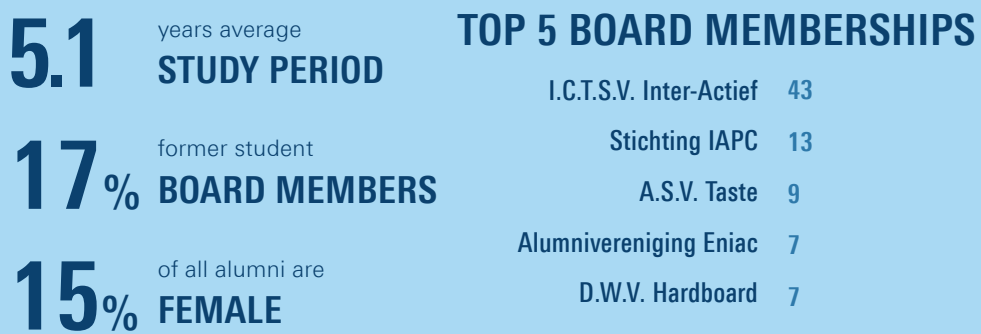 5.1 years average
STUDY PERIOD
17% former student
BOARD MEMBERS
15% of all alumni are
FEMALE
TOP 5 BOARD MEMBERSHIPS
I.C.T.S.V. Inter-Actief 43
Stichting IAPC 13
A.S.V. Taste 9
Alumnivereniging Eniac 7
D.W.V. Hardboard 7